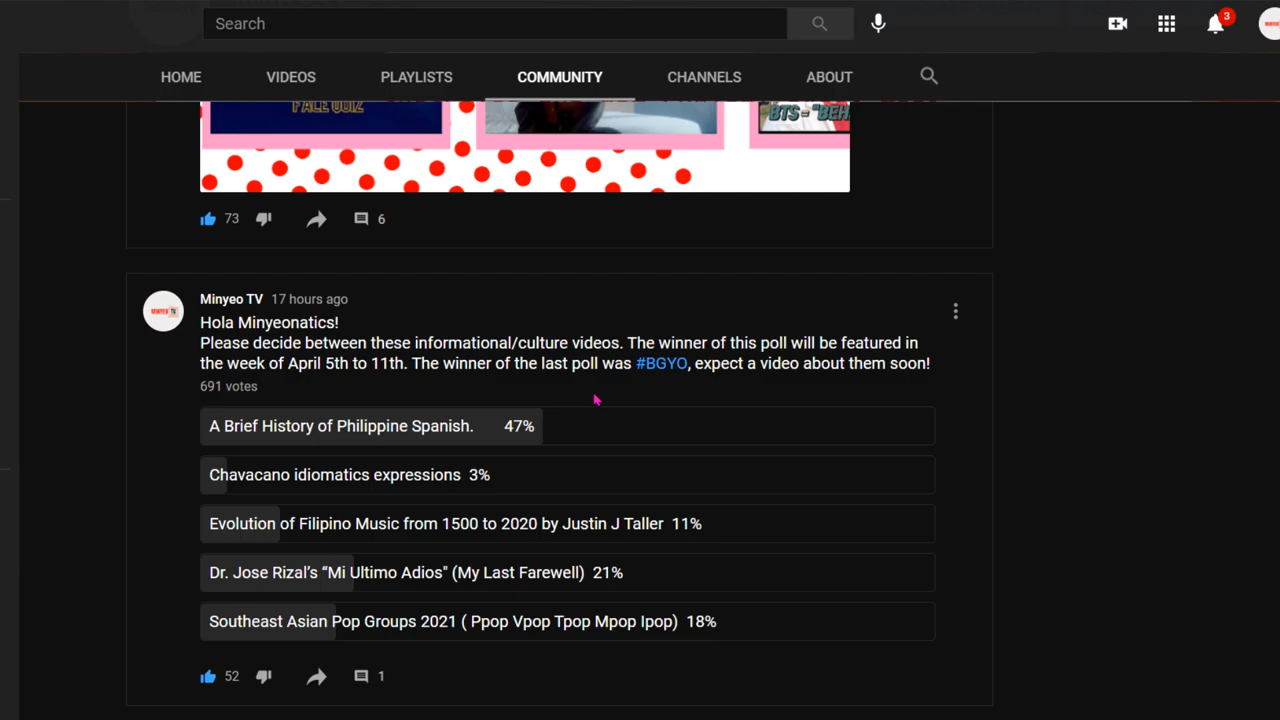 Search
3
HOME VIDEOS PLAYLISTS COMMUNITY CHANNELS ABOUT
FACE QUIZ
BTS - "BEH
73 6
Minyeo TV 17 hours ago
Hola Minyeonatics!
Please decide between these informational/culture videos. The winner of this poll will be featured in
the week of April 5th to 11th. The winner of the last poll was #BGYO, expect a video about them soon!
691 votes
A Brief History of Philippine Spanish. 47%
Chavacano idiomatics expressions 3%
Evolution of Filipino Music from 1500 to 2020 by Justin J Taller 11%
Dr. Jose Rizal's “Mi Ultimo Adios" (My Last Farewell) 21%
Southeast Asian Pop Groups 2021 ( Ppop Vpop Tpop Mpop Ipop) 18%
52 1